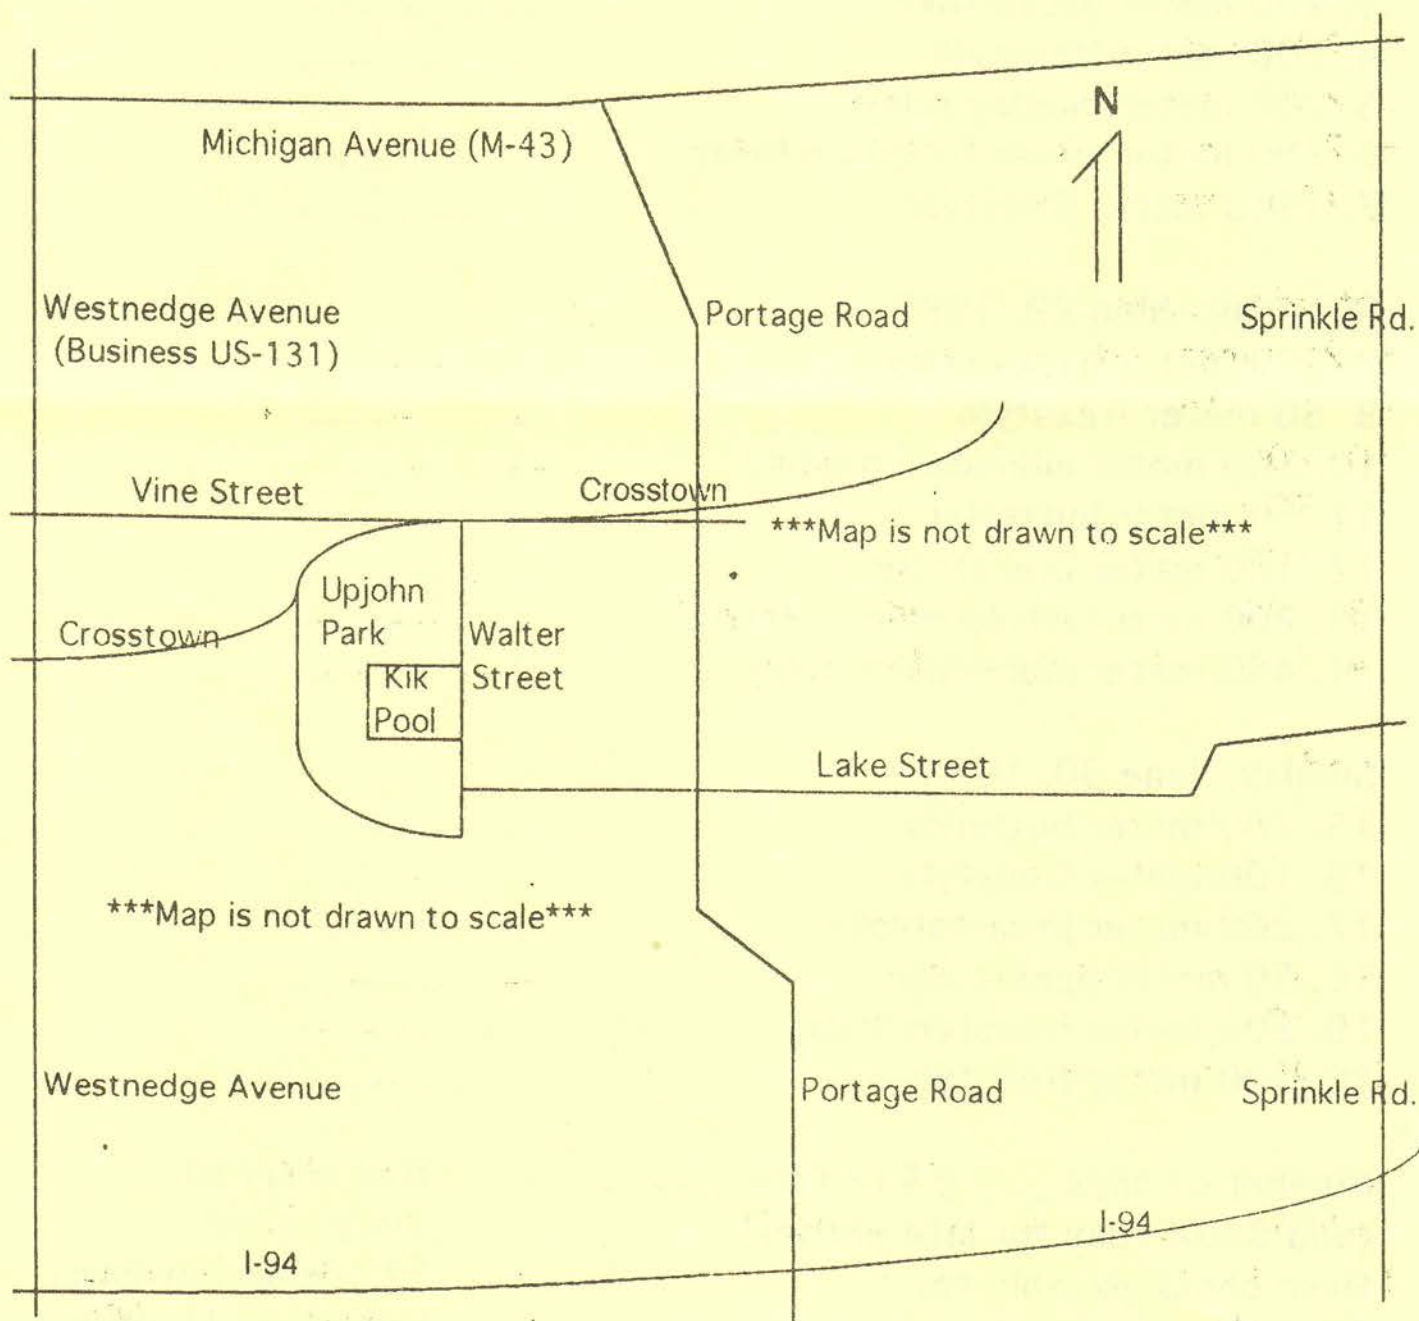 Michigan Avenue (M-43)
N
Westnedge Avenue
(Business US-131)
Portage Road
Sprinkle Rd.
Vine Street
Crosstown
***Map is not drawn to scale***
Upjohn
Park
Crosstown
Walter
Street
Kik
Pool
Lake Street
***Map is not drawn to scale***
Westnedge Avenue
Portage Road
Sprinkle Rd.
I-94
I-94